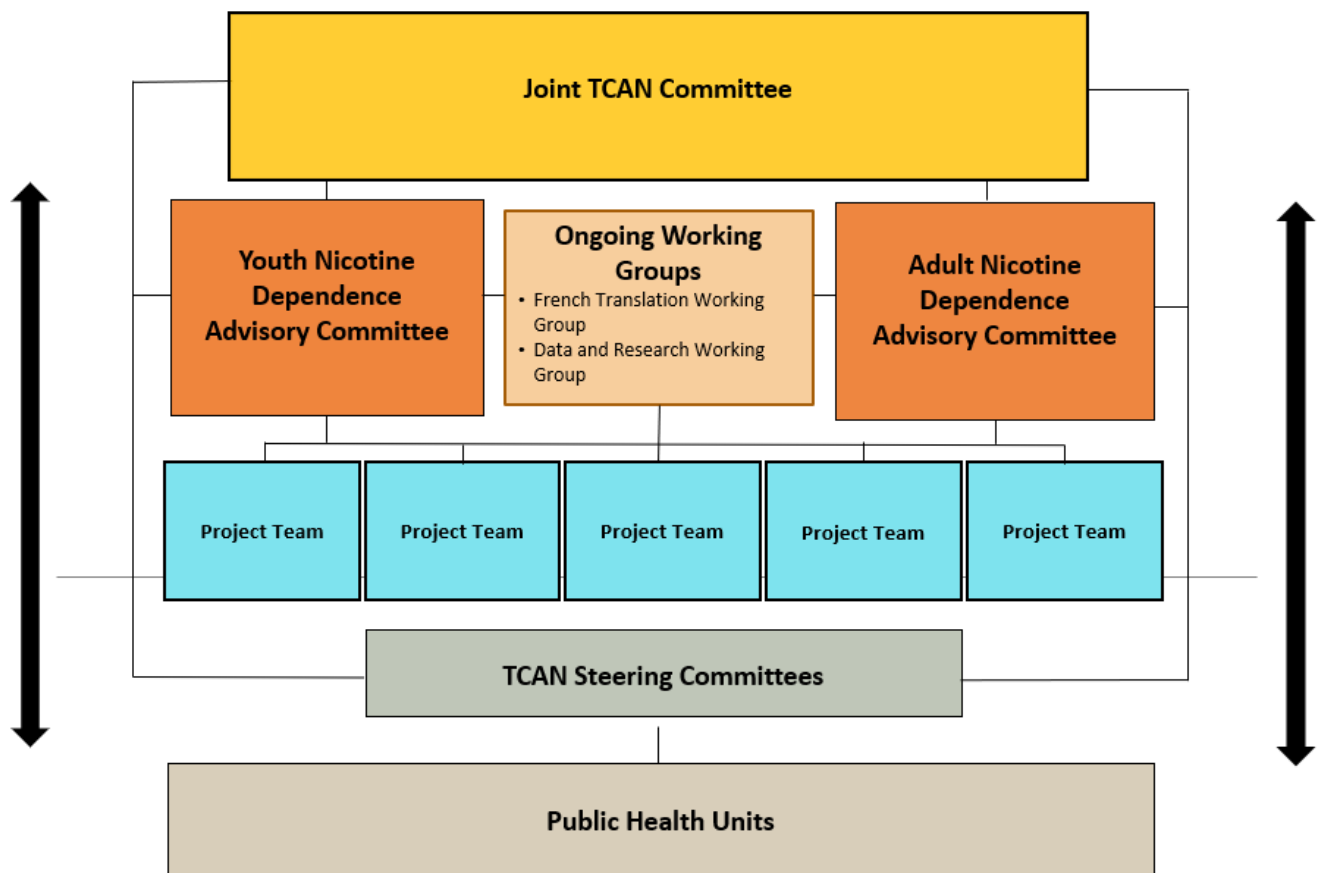 Joint TCAN Committee
Youth Nicotine
Dependence
Advisory Committee
Ongoing Working
Groups
• French Translation Working
Group
• Data and Research Working
Group
Adult Nicotine
Dependence
Advisory Committee
Project Team
Project Team
Project Team
Project Team
Project Team
TCAN Steering Committees
Public Health Units